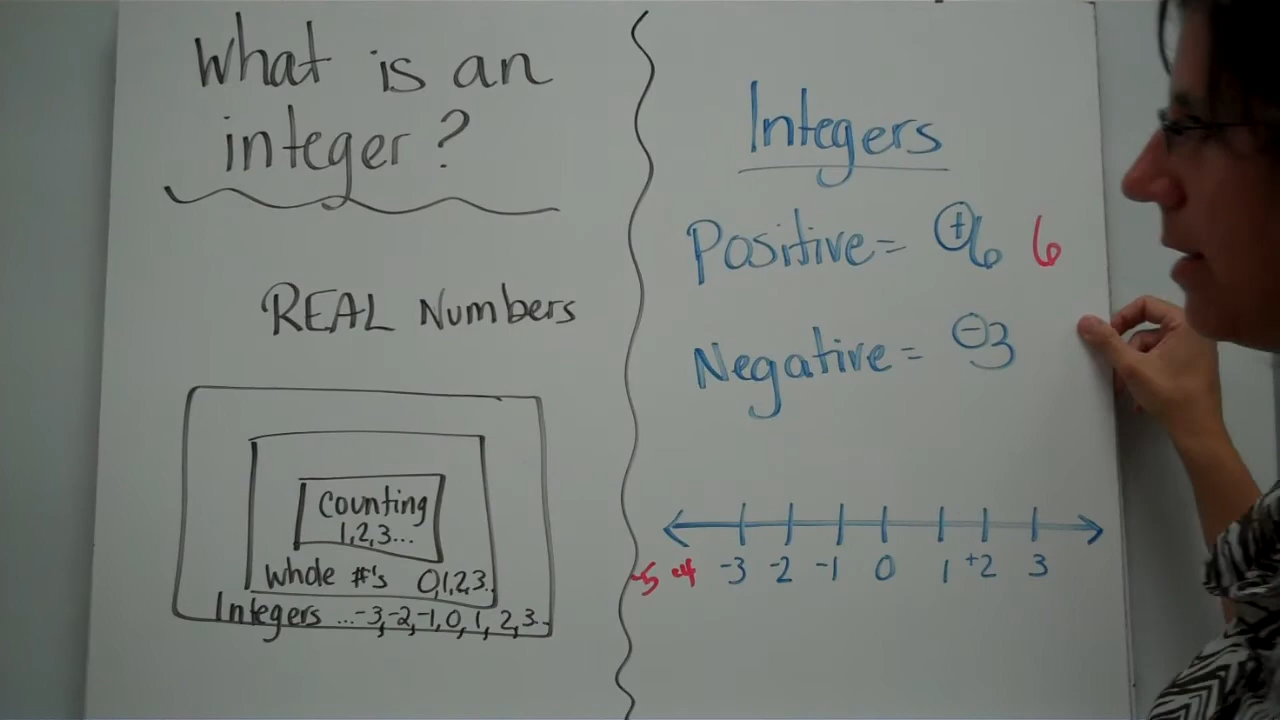 What is an
integer?
REAL Numbers
Counting
1,2,3...
Whole #'s 0,1,2,3..
Integers ...-3,-2,-1,0,1,2,3..
Integers
Positive = +6 6
Negative = -3
-5 -4 -3 -2 -1 0 1 +2 3